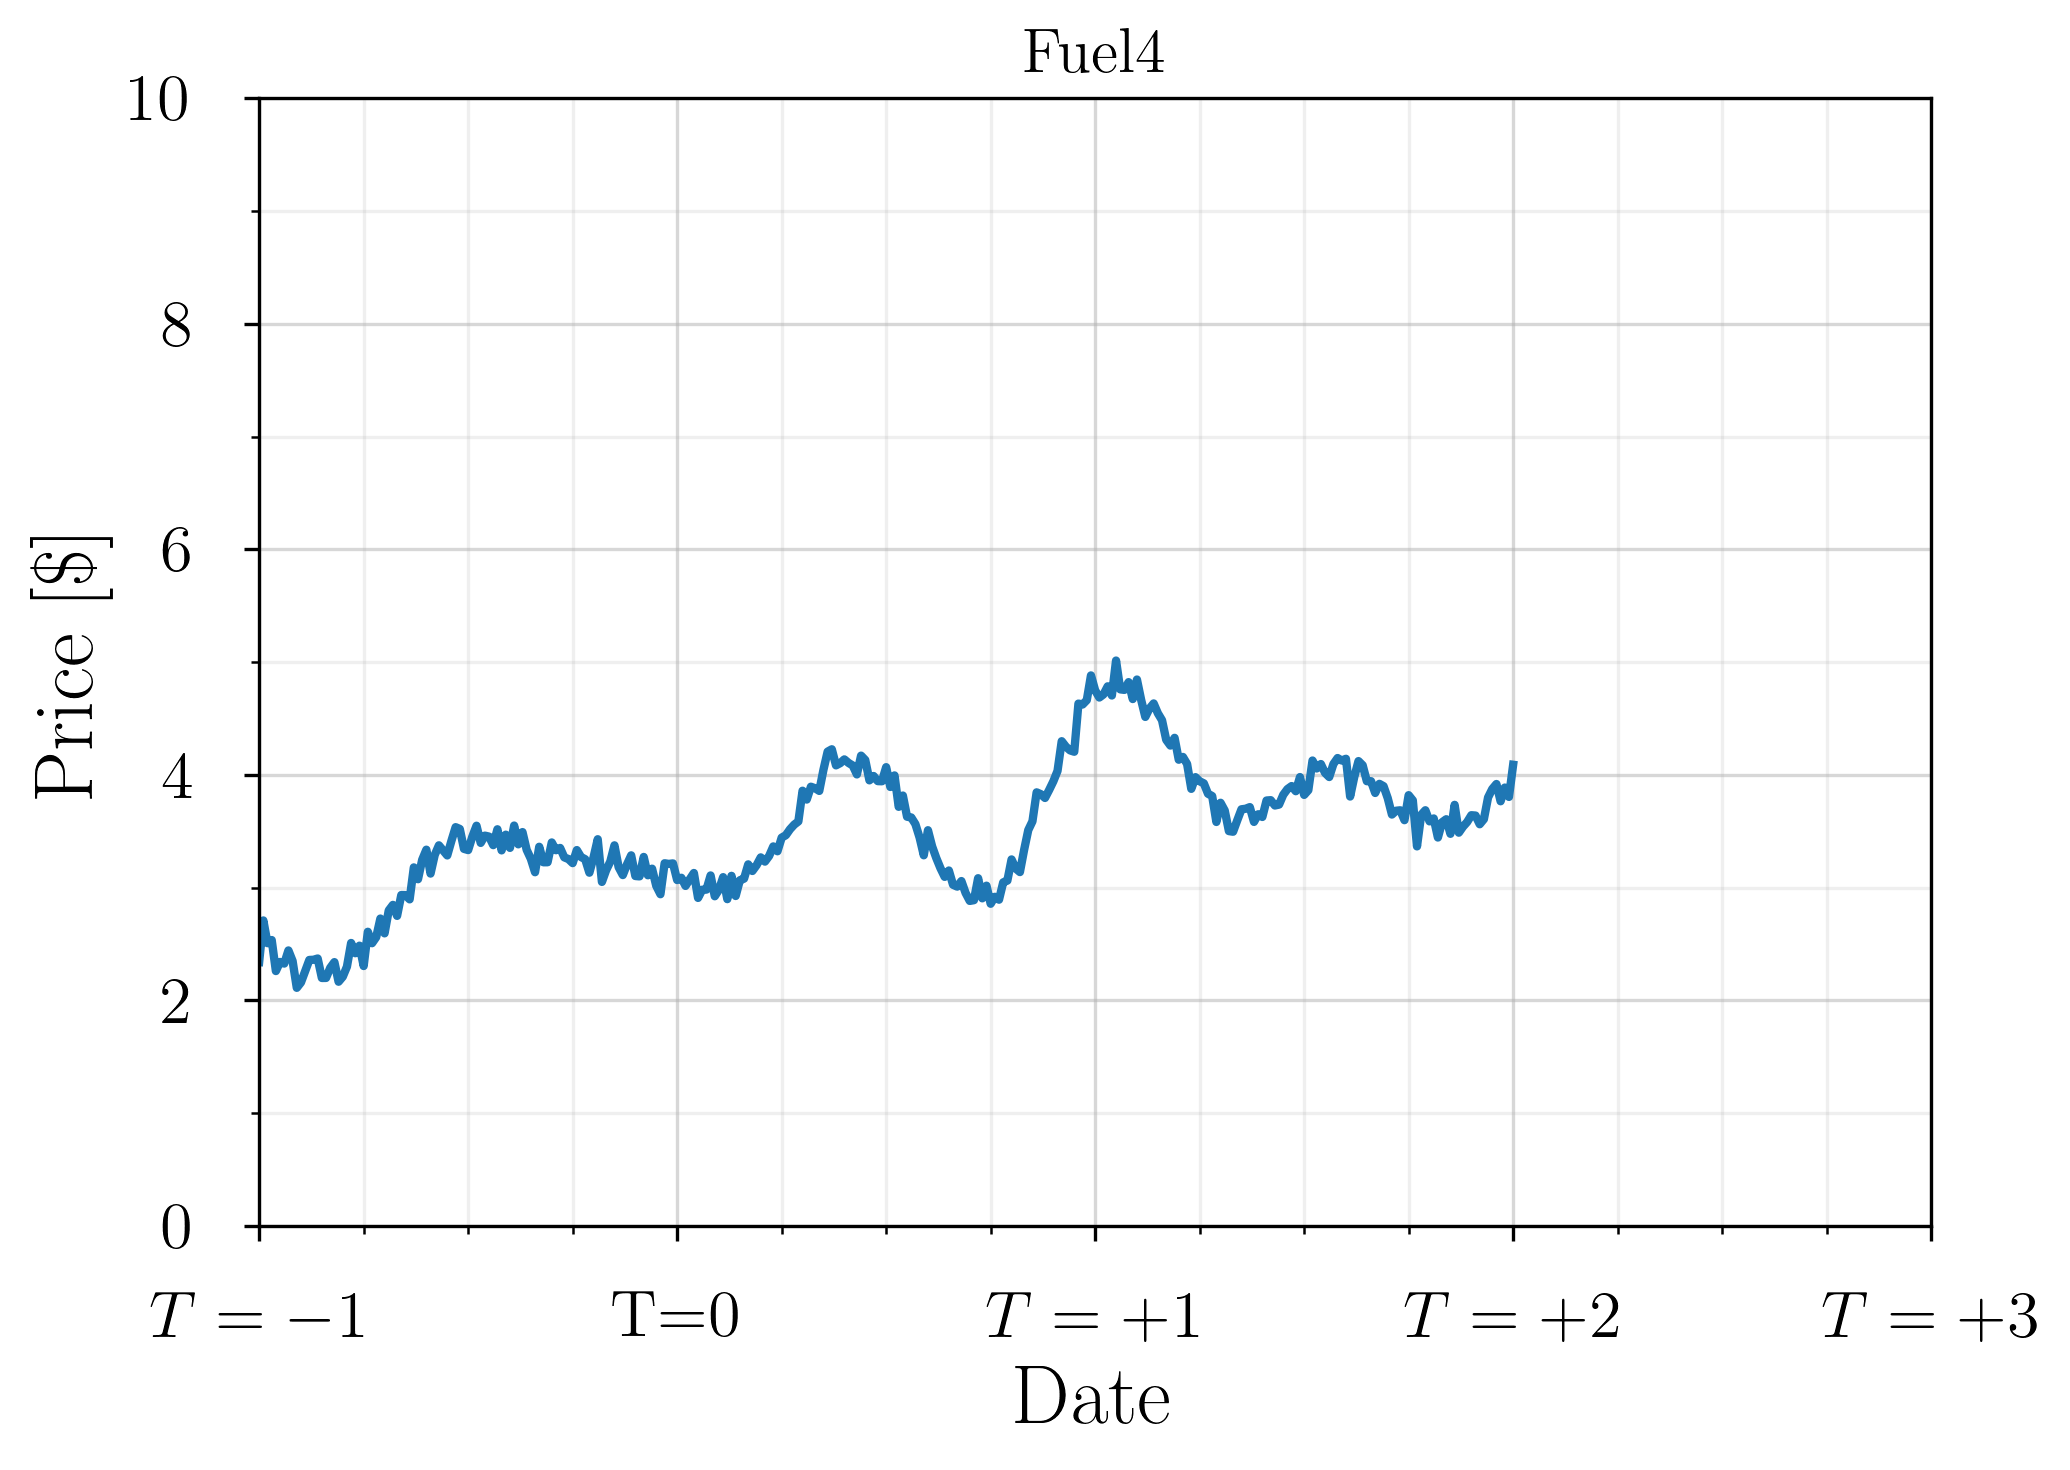 Fuel4
10
8
6
4
2
0
Price [$]
T = −1 T=0 T = +1 T = +2 T = +3
Date